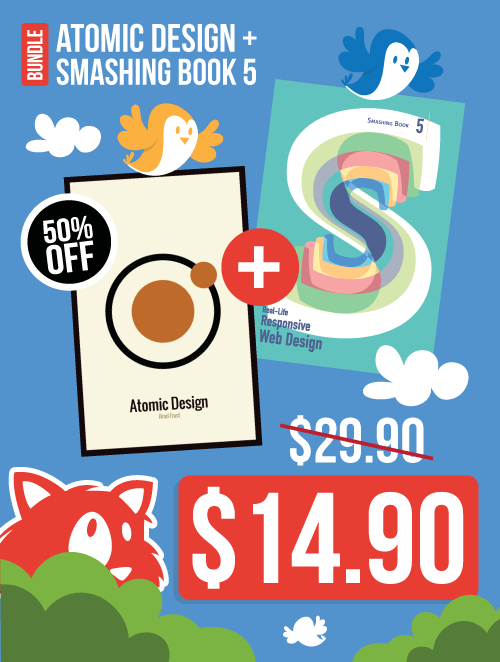 BUNDLE
ATOMIC DESIGN +
SMASHING BOOK 5
Smashing Book 5
50%
OFF
+
Real-Life
Responsive
Web Design
Atomic Design
Brad Frost
$29.90
$14.90